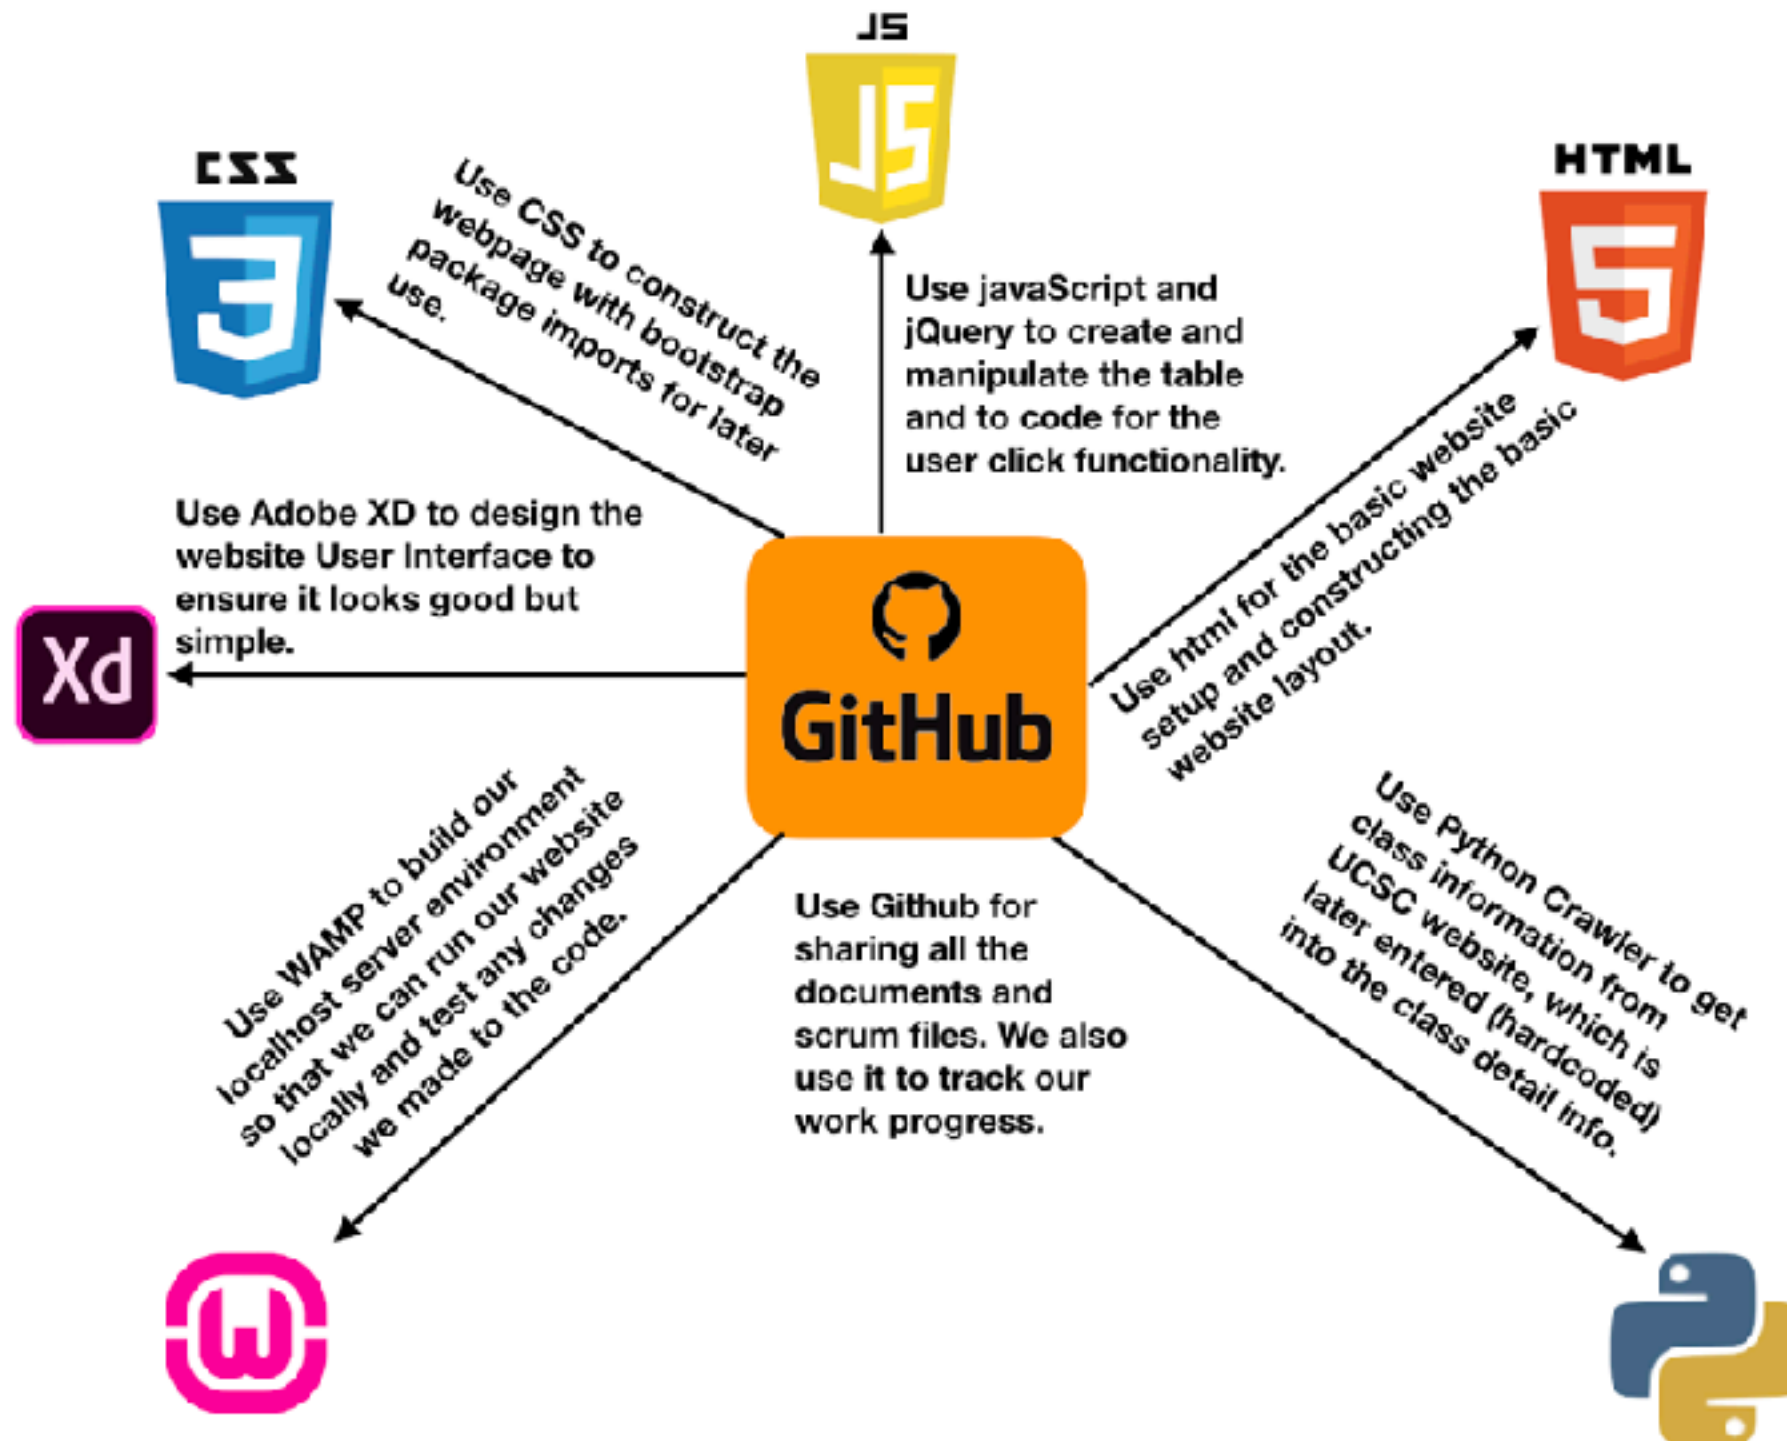 JS
JS
CSS
HTML
Use CSS to construct the
webpage with bootstrap
package imports for later
use.
Use javaScript and
jQuery to create and
manipulate the table
and to code for the
user click functionality.
Use html for the basic website
setup and constructing the basic
website layout.
Use Adobe XD to design the
website User Interface to
ensure it looks good but
simple.
Xd
GitHub
Use WAMP to build our
localhost server environment
so that we can run our website
locally and test any changes
we made to the code.
Use Github for
sharing all the
documents and
scrum files. We also
use it to track our
work progress.
Use Python Crawler to get
class information from
UCSC website, which is
later entered (hardcoded)
into the class detail info.
W